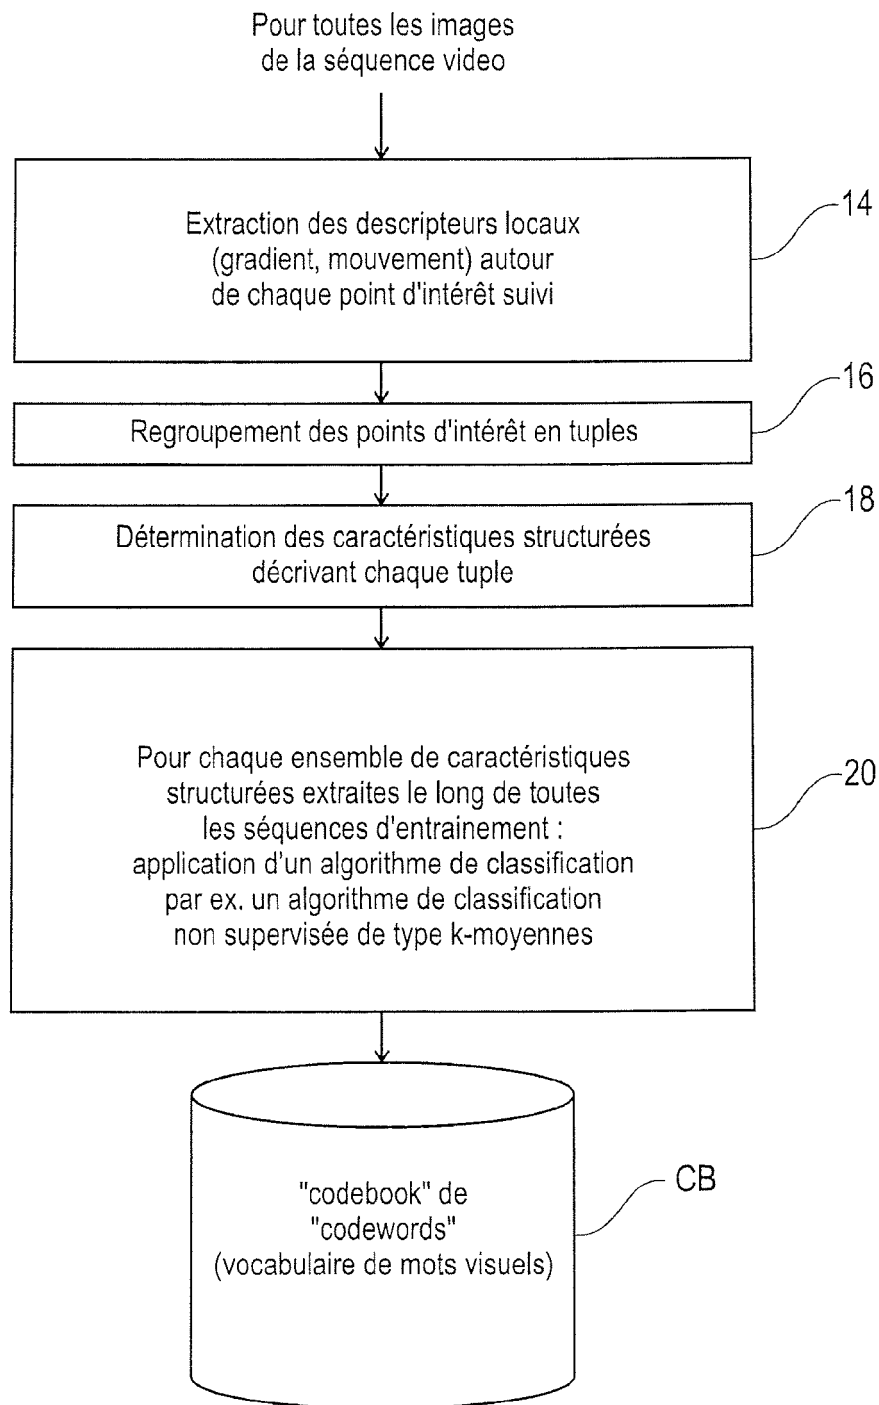 Pour toutes les images
de la séquence video
Extraction des descripteurs locaux
(gradient, mouvement) autour
de chaque point d'intérêt suivi
14
Regroupement des points d'intérêt en tuples
16
Détermination des caractéristiques structurées
décrivant chaque tuple
18
Pour chaque ensemble de caractéristiques
structurées extraites le long de toutes
les séquences d'entrainement :
application d'un algorithme de classification
par ex. un algorithme de classification
non supervisée de type k-moyennes
20
"codebook" de
"codewords"
(vocabulaire de mots visuels)
CB